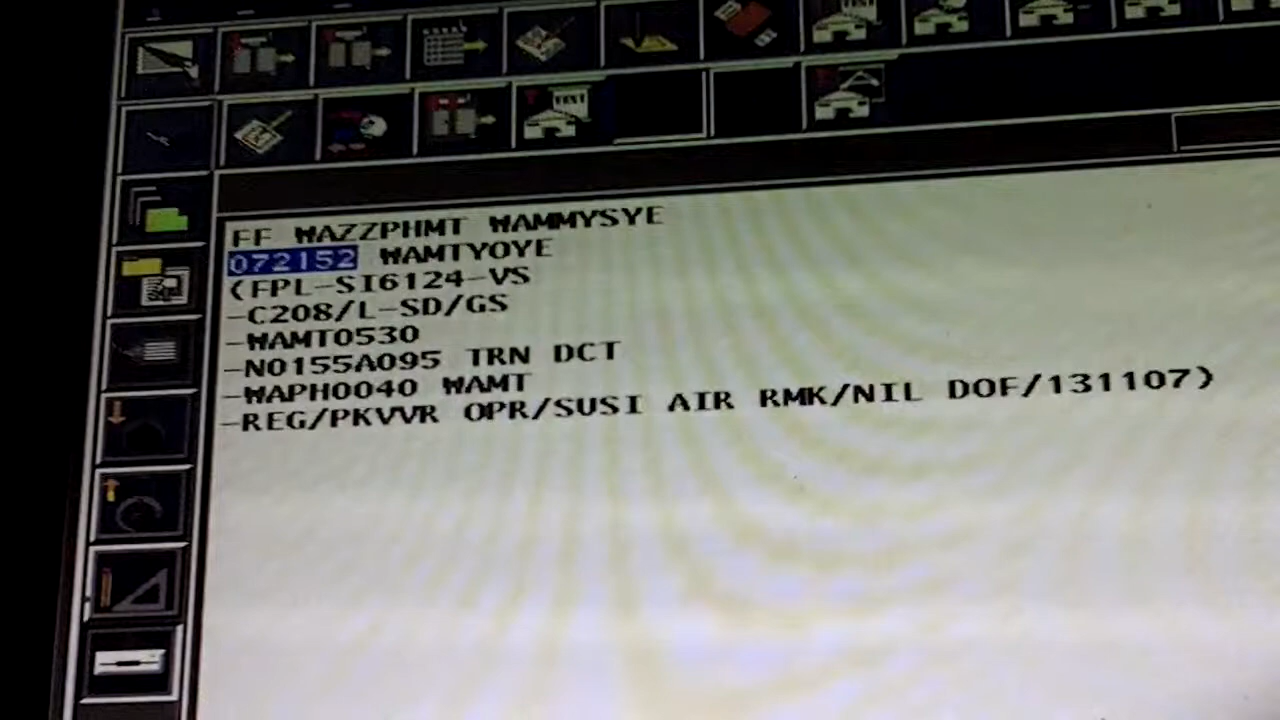 FF WAZZPHMT WAMMYSYE
072152 WAMTYOYE
(FPL-SI6124-VS
-C208/L-SD/GS
-WAMT0530
-N0155A095 TRN DCT
-WAPH0040 WAMT
-REG/PKVVR OPR/SUSI AIR RMK/NIL DOF/131107)